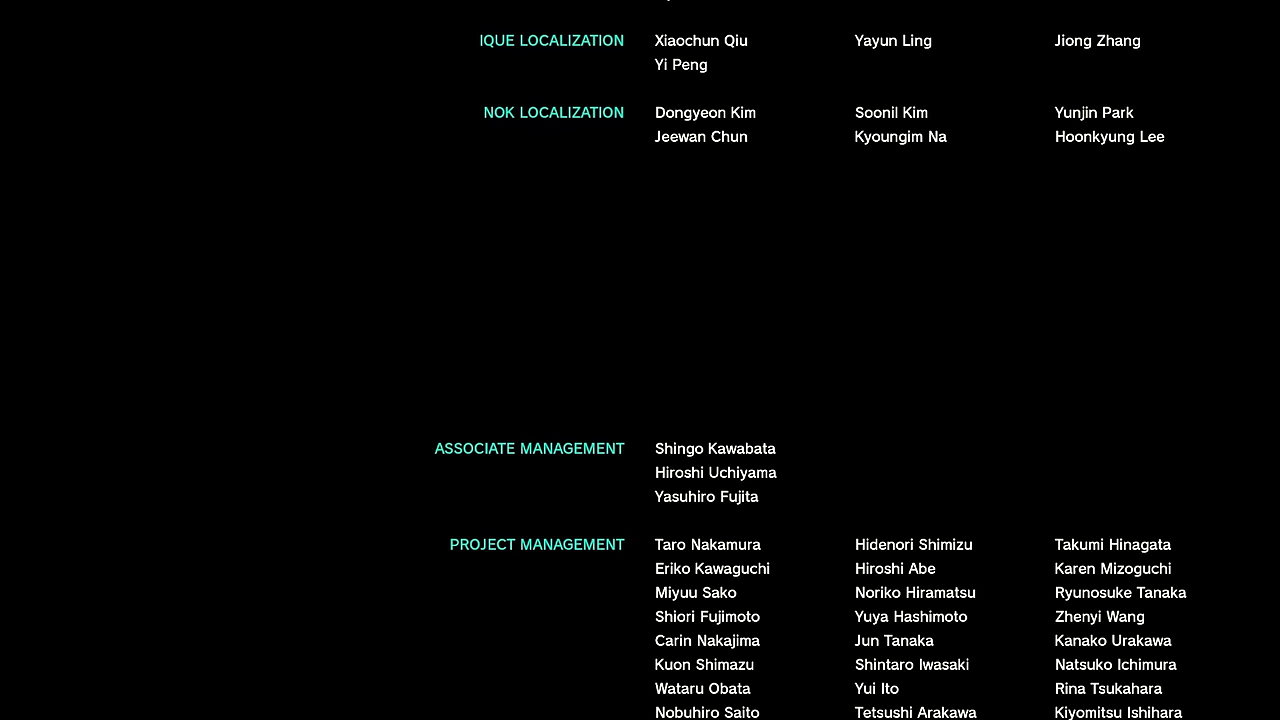 IQUE LOCALIZATION Xiaochun Qiu Yayun Ling Jiong Zhang
Yi Peng
NOK LOCALIZATION Dongyeon Kim Soonil Kim Yunjin Park
Jeewan Chun Kyoungim Na Hoonkyung Lee
ASSOCIATE MANAGEMENT Shingo Kawabata
Hiroshi Uchiyama
Yasuhiro Fujita
PROJECT MANAGEMENT Taro Nakamura Hidenori Shimizu Takumi Hinagata
Eriko Kawaguchi Hiroshi Abe Karen Mizoguchi
Miyuu Sako Noriko Hiramatsu Ryunosuke Tanaka
Shiori Fujimoto Yuya Hashimoto Zhenyi Wang
Carin Nakajima Jun Tanaka Kanako Urakawa
Kuon Shimazu Shintaro Iwasaki Natsuko Ichimura
Wataru Obata Yui Ito Rina Tsukahara
Nobuhiro Saito Tetsushi Arakawa Kiyomitsu Ishihara